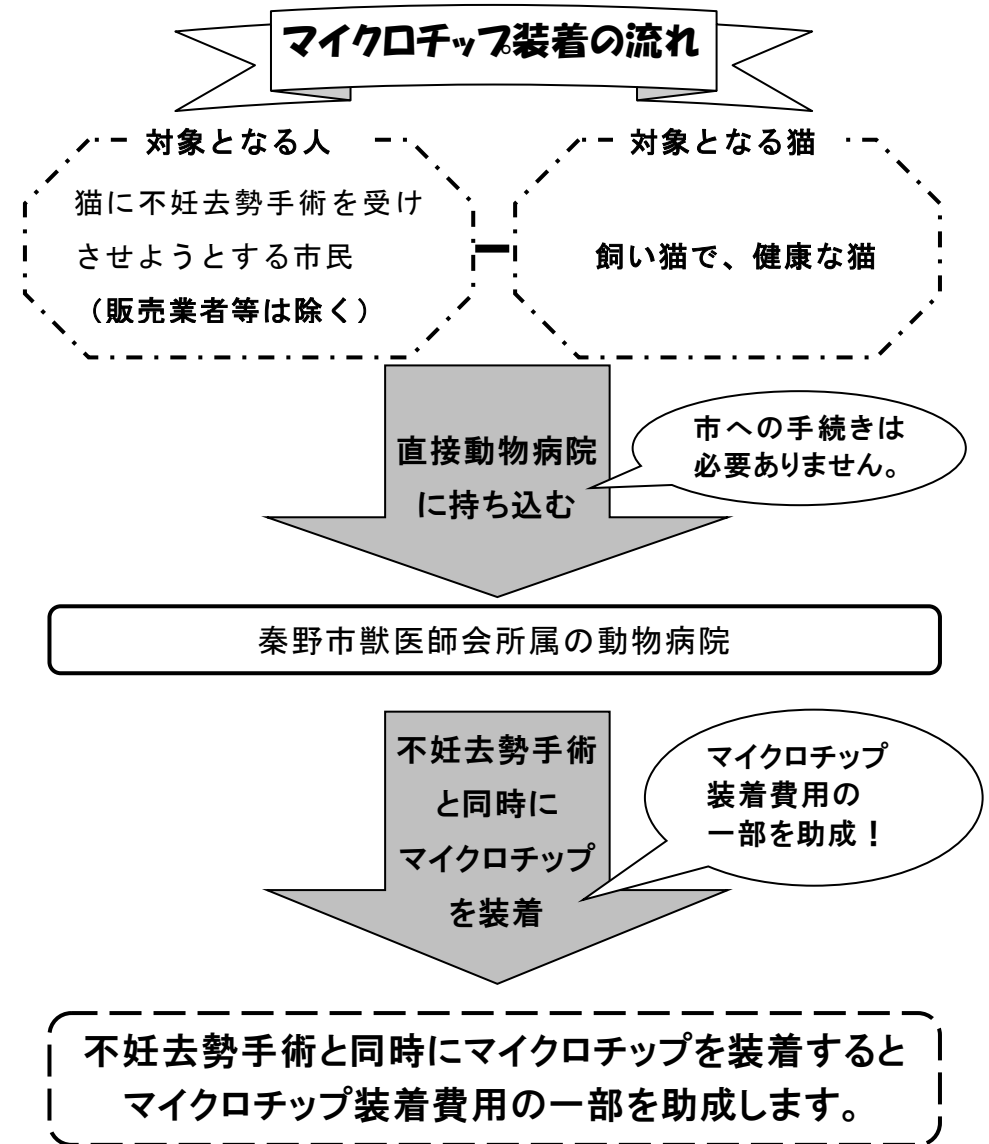 マイクロチップ装着の流れ
対象となる人
猫に不妊去勢手術を受け
させようとする市民
（販売業者等は除く）
対象となる猫
飼い猫で、健康な猫
直接動物病院
に持ち込む
市への手続きは
必要ありません。
秦野市獣医師会所属の動物病院
不妊去勢手術
と同時に
マイクロチップ
を装着
マイクロチップ
装着費用の
一部を助成！
不妊去勢手術と同時にマイクロチップを装着すると
マイクロチップ装着費用の一部を助成します。